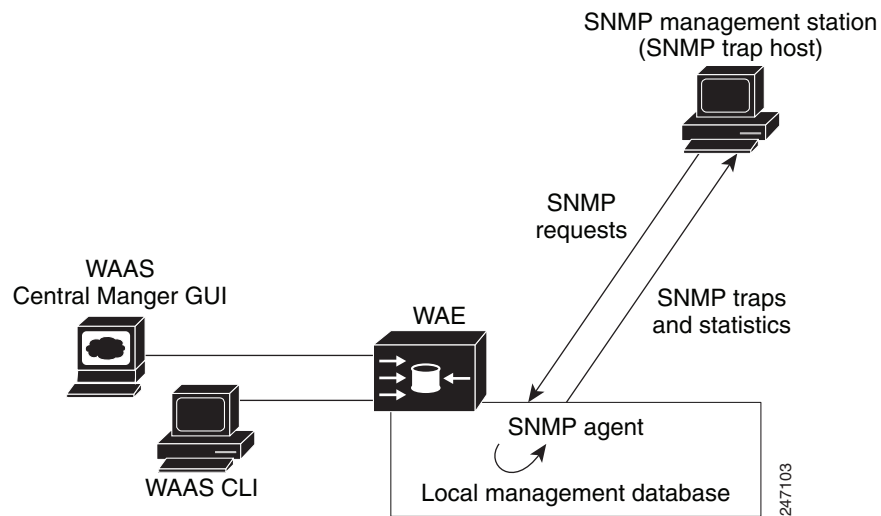 SNMP management station
(SNMP trap host)
SNMP
requests
SNMP traps
and statistics
WAAS
Central Manger GUI
WAE
WAAS CLI
SNMP agent
Local management database
247103